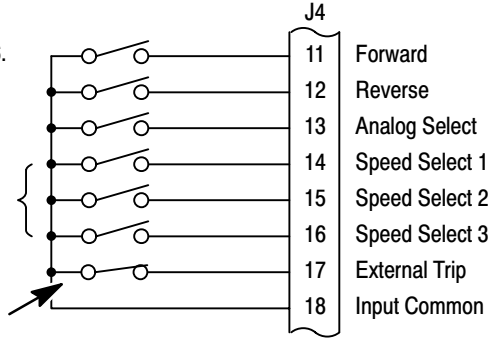 J4
11 Forward
12 Reverse
13 Analog Select
14 Speed Select 1
15 Speed Select 2
16 Speed Select 3
17 External Trip
18 Input Common